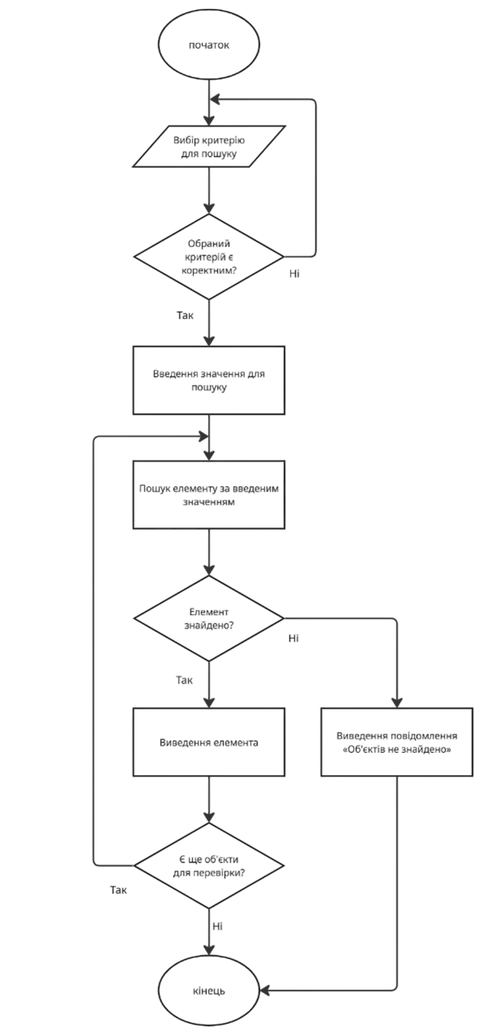 початок
Вибір критерію
для пошуку
Обраний
критерій є
коректним?
Ні
Так
Введення значення для
пошуку
Пошук елементу за введеним
значенням
Елемент
знайдено?
Ні
Так
Виведення елемента
Виведення повідомлення
«Об'єктів не знайдено»
Є ще об'єкти
для перевірки?
Так
Ні
кінець